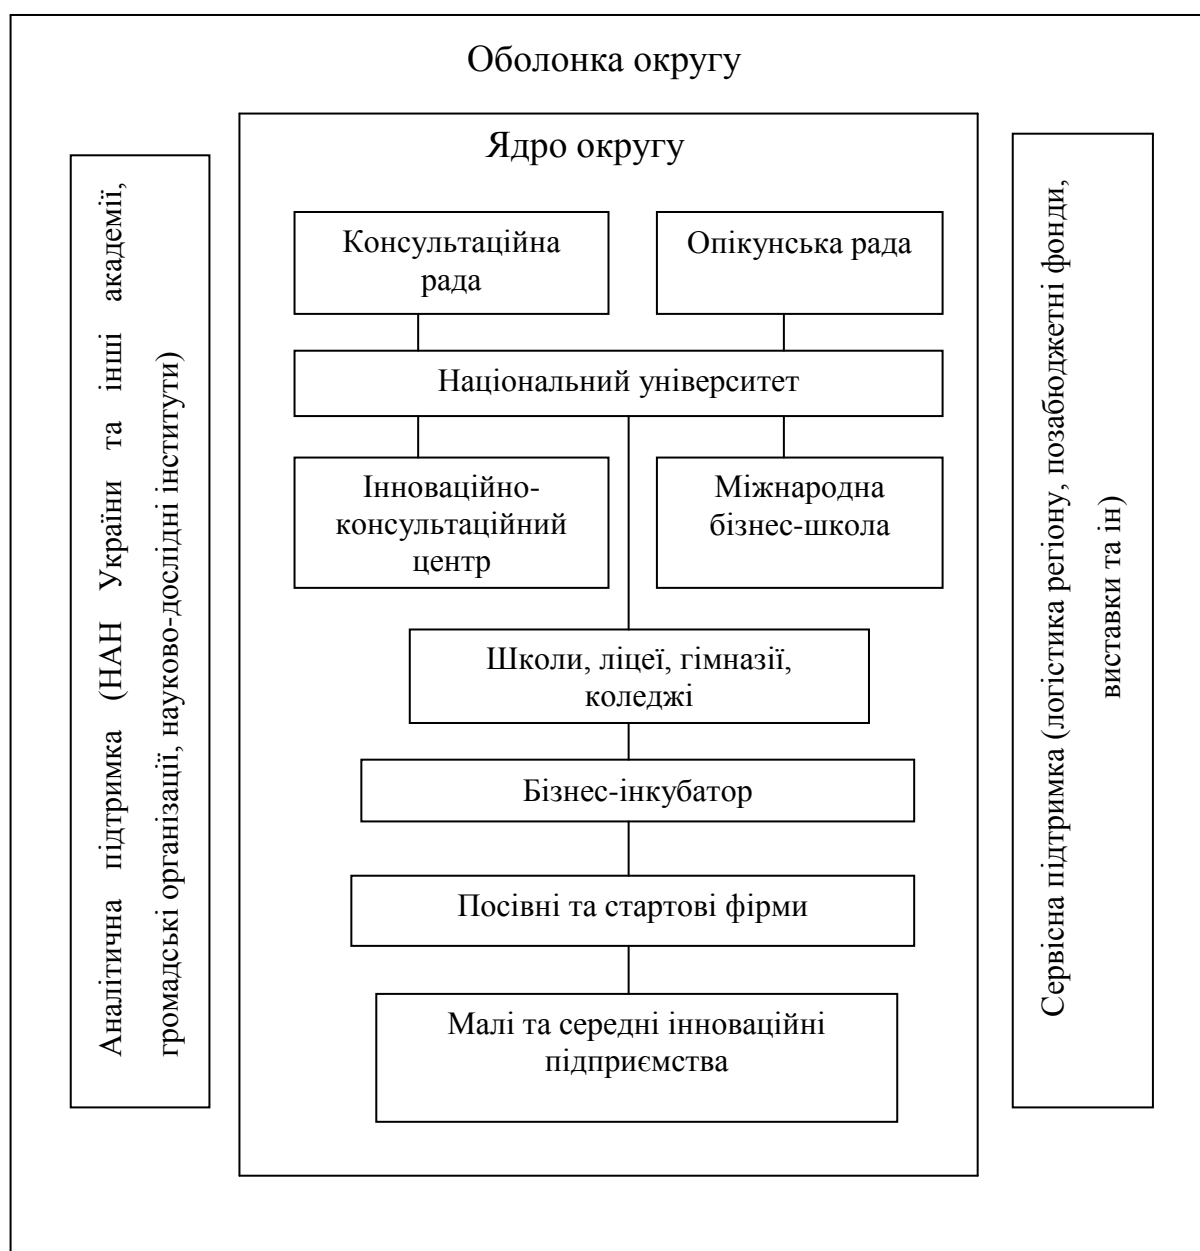 Оболонка округу
Аналітична підтримка (НАН України та інші академії,
громадські організації, науково-дослідні інститути)
Ядро округу
Консультаційна
рада
Опікунська рада
Національний університет
Інноваційно-
консультаційний
центр
Міжнародна
бізнес-школа
Школи, ліцеї, гімназії,
коледжі
Бізнес-інкубатор
Посівні та стартові фірми
Малі та середні інноваційні
підприємства
Сервісна підтримка (логістика регіону, позабюджетні фонди,
виставки та ін)